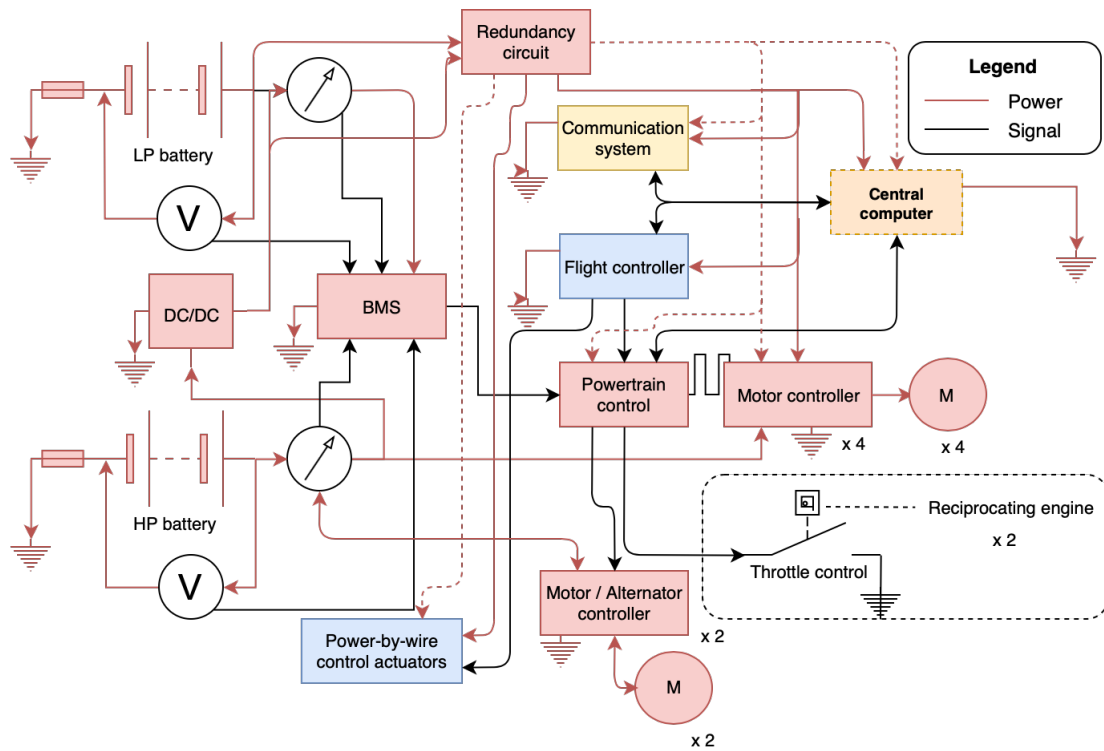 Redundancy
circuit
Legend
Power
Signal
LP battery
Communication
system
Central
computer
V
Flight controller
DC/DC
BMS
Powertrain
control
Motor controller
x 4
M
x 4
HP battery
V
Reciprocating engine
x 2
Throttle control
Motor / Alternator
controller
x 2
Power-by-wire
control actuators
M
x 2